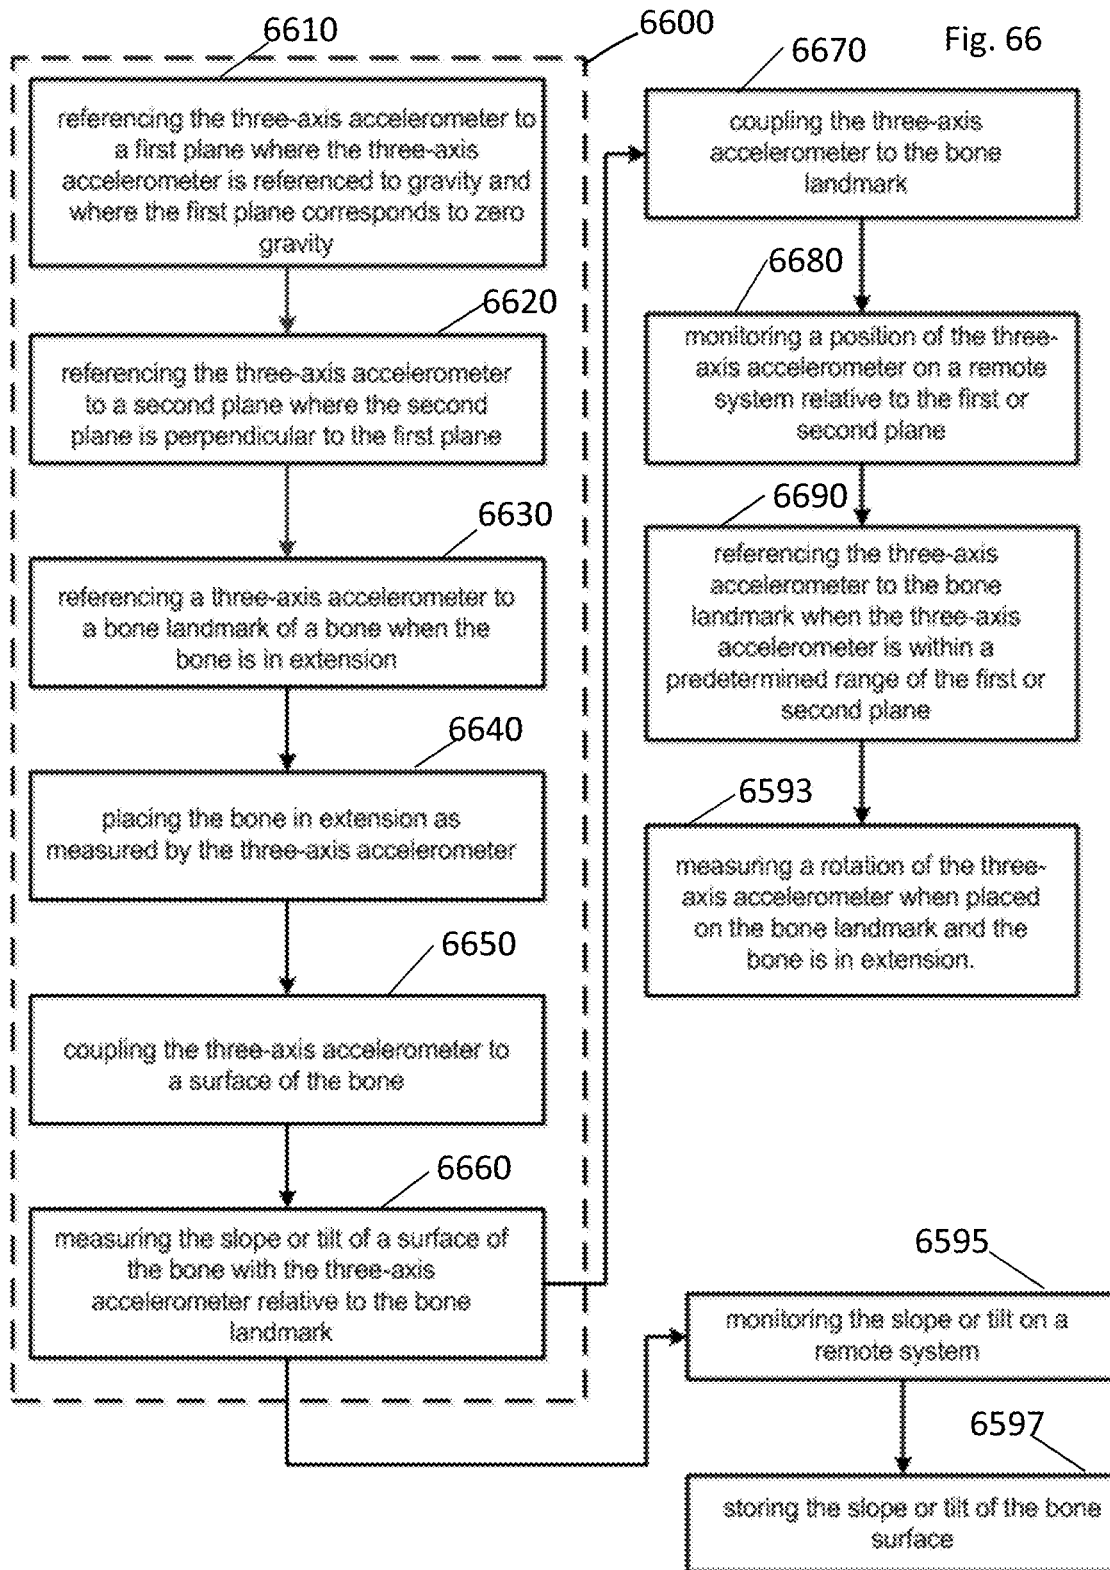 Fig. 66
6600
6610
referencing the three-axis accelerometer to
a first plane where the three-axis
accelerometer is referenced to gravity and
where the first plane corresponds to zero
gravity
6620
referencing the three-axis accelerometer
to a second plane where the second
plane is perpendicular to the first plane
6630
referencing a three-axis accelerometer to
a bone landmark of a bone when the
bone is in extension
6640
placing the bone in extension as
measured by the three-axis accelerometer
6650
coupling the three-axis accelerometer to
a surface of the bone
6660
measuring the slope or tilt of a surface of
the bone with the three-axis
accelerometer relative to the bone
landmark
6670
coupling the three-axis
accelerometer to the bone
landmark
6680
monitoring a position of the three-
axis accelerometer on a remote
system relative to the first or
second plane
6690
referencing the three-axis
accelerometer to the bone
landmark when the three-axis
accelerometer is within a
predetermined range of the first or
second plane
6593
measuring a rotation of the three-
axis accelerometer when placed
on the bone landmark and the
bone is in extension.
6595
monitoring the slope or tilt on a
remote system
6597
storing the slope or tilt of the bone
surface